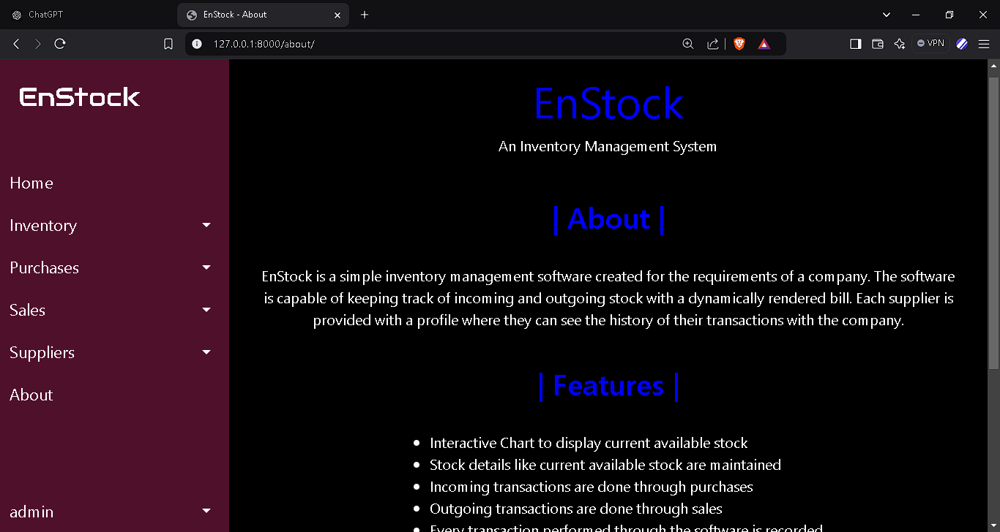 ChatGPT
EnStock - About
127.0.0.1:8000/about/
VPN
EnStock
Home
Inventory
Purchases
Sales
Suppliers
About
admin
EnStock
An Inventory Management System
| About |
EnStock is a simple inventory management software created for the requirements of a company. The software
is capable of keeping track of incoming and outgoing stock with a dynamically rendered bill. Each supplier is
provided with a profile where they can see the history of their transactions with the company.
| Features |
• Interactive Chart to display current available stock
• Stock details like current available stock are maintained
• Incoming transactions are done through purchases
• Outgoing transactions are done through sales
• Every transaction performed through the software is recorded